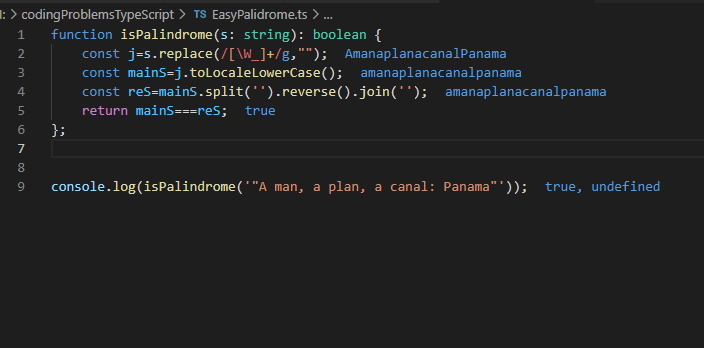 : > codingProblemsTypeScript > TS EasyPalidrome.ts > ...
1 function isPalindrome(s: string): boolean {
2 const j=s.replace(/[\W_]+/g,""); AmanaplanacanalPanama
3 const mainS=j.toLocaleLowerCase(); amanaplanacanalpanama
4 const reS=mainS.split('').reverse().join(''); amanaplanacanalpanama
5 return mainS===reS; true
6 };
7
8
9 console.log(isPalindrome('"A man, a plan, a canal: Panama"')); true, undefined